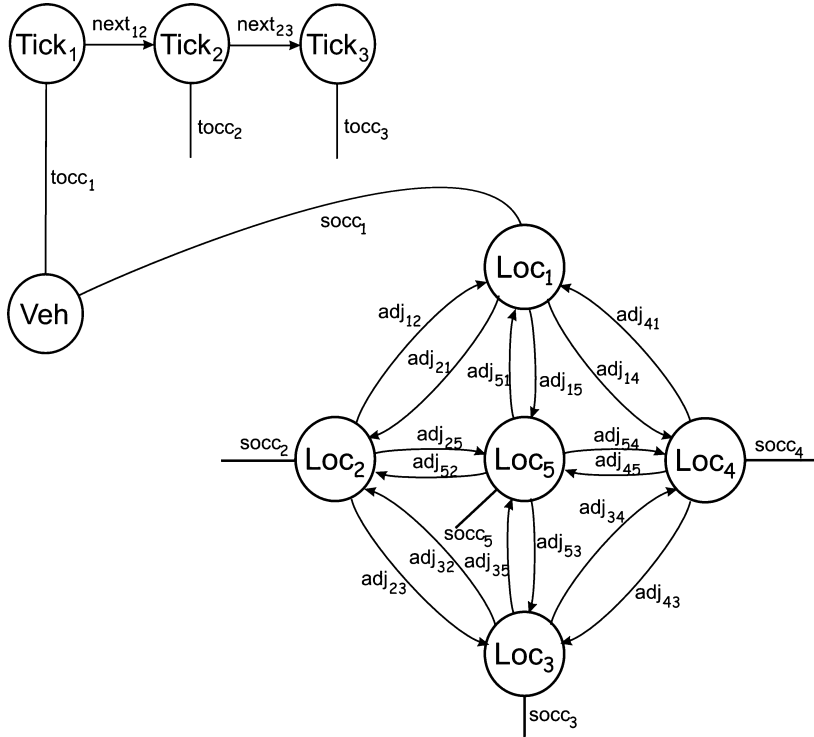 next₁₂ next₂₃
Tick₁ Tick₂ Tick₃
tocc₂ tocc₃
tocc₁
socc₁
Loc₁
Veh
adj₁₂ adj₄₁
adj₂₁ adj₅₁ adj₁₅ adj₁₄
socc₂ adj₂₅ adj₅₄ socc₄
Loc₂ adj₅₂ Loc₅ adj₄₅ Loc₄
adj₃₄
socc₅
adj₃₂ adj₃₅ adj₅₃
adj₂₃ adj₄₃
Loc₃
socc₃